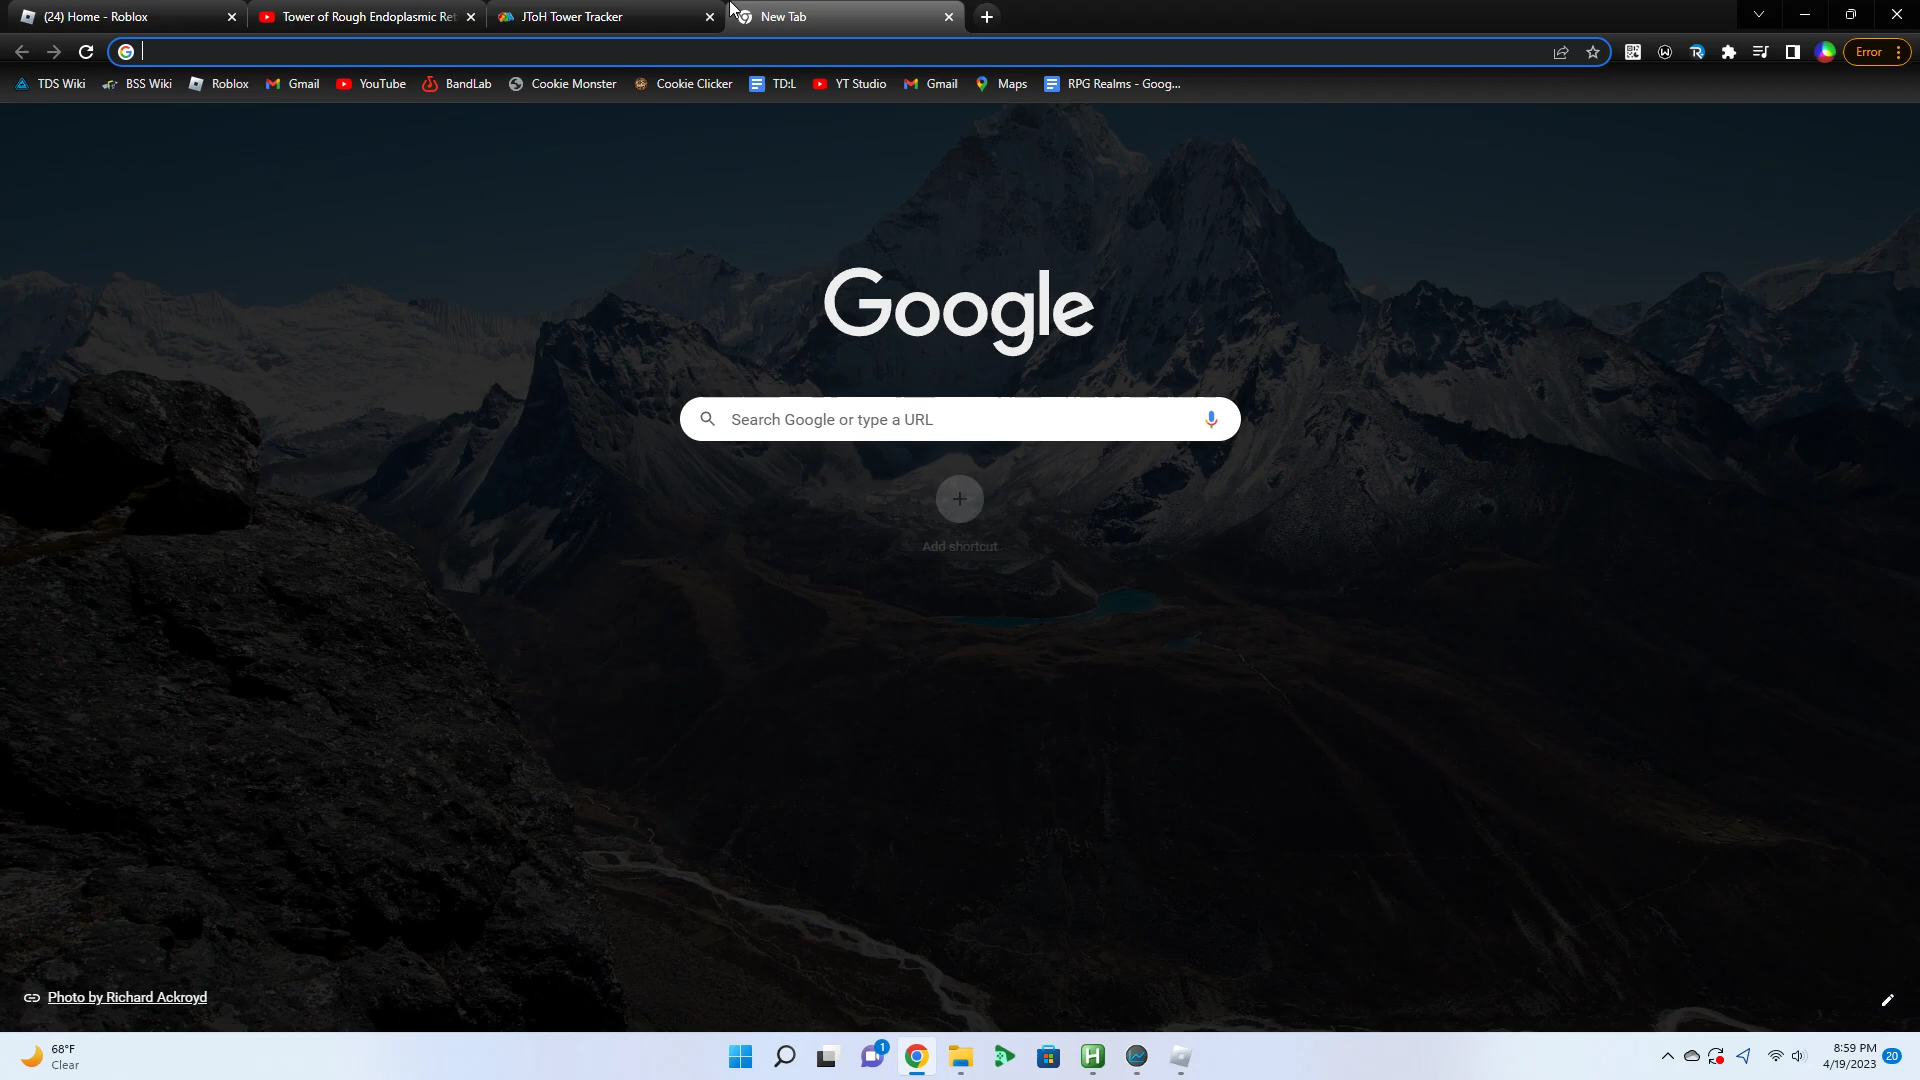 (24) Home - Roblox
Tower of Rough Endoplasmic Ret
JToH Tower Tracker
New Tab
Error
TDS Wiki
BSS Wiki
Roblox
Gmail
YouTube
BandLab
Cookie Monster
Cookie Clicker
TD:L
YT Studio
Gmail
Maps
RPG Realms - Goog...
Google
Search Google or type a URL
Add shortcut
Photo by Richard Ackroyd
68°F
Clear
1
8:59 PM
4/19/2023
20